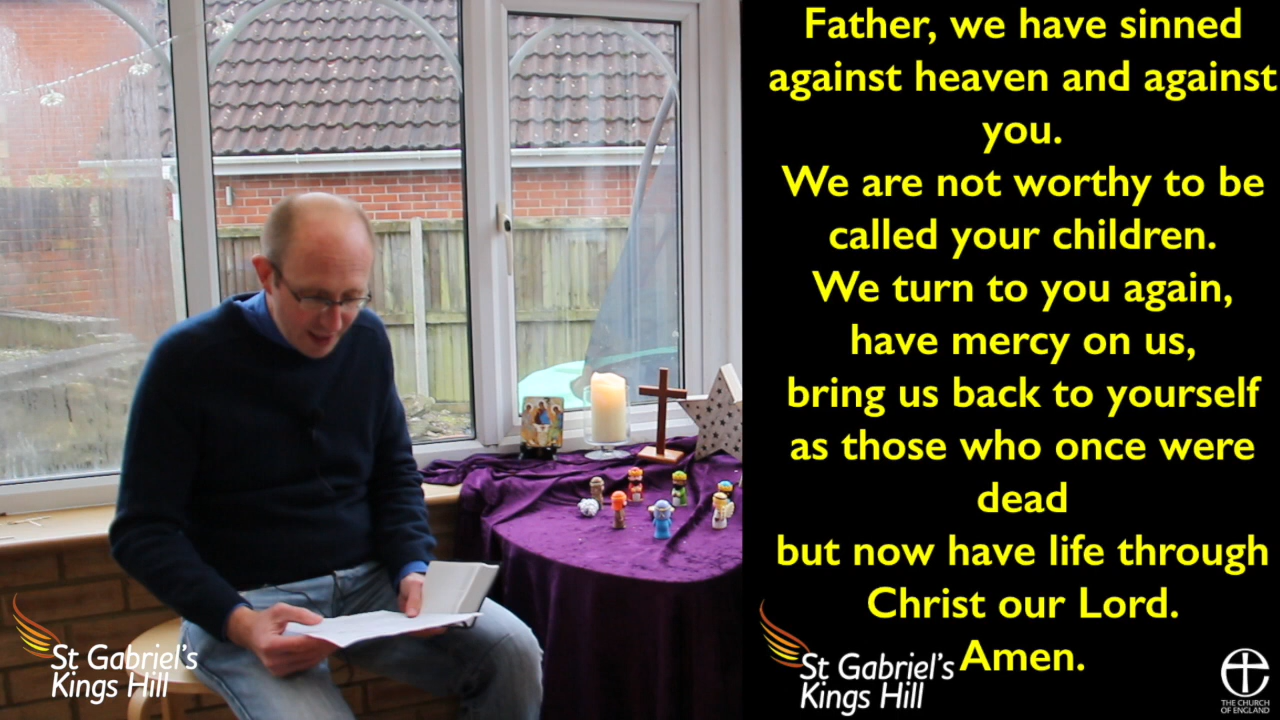 Father, we have sinned
against heaven and against
you.
We are not worthy to be
called your children.
We turn to you again,
have mercy on us,
bring us back to yourself
as those who once were
dead
but now have life through
Christ our Lord.
Amen.
St Gabriel's
Kings Hill
St Gabriel's
Kings Hill
THE CHURCH
OF ENGLAND